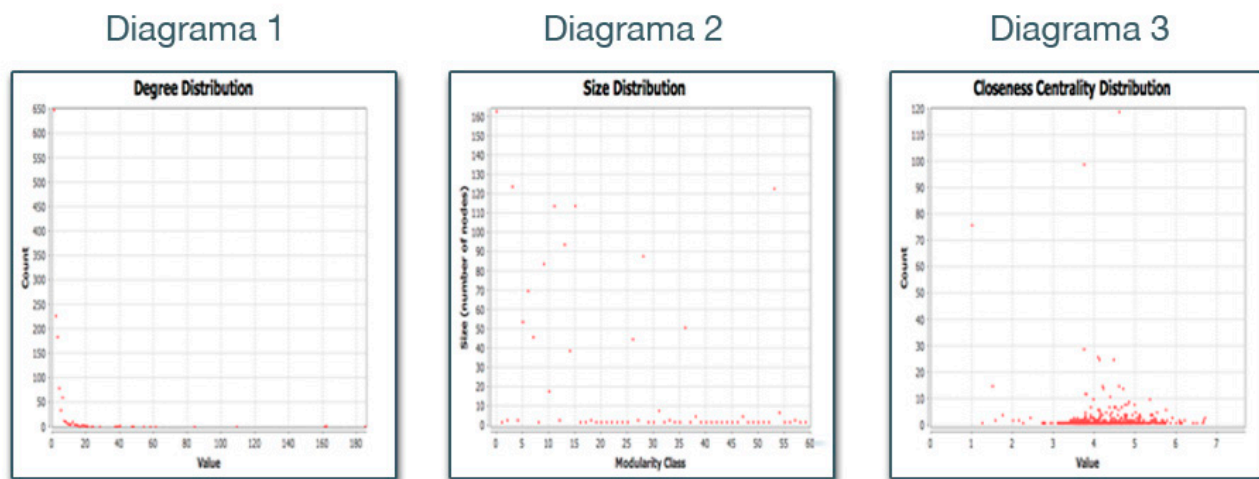 Diagrama 1
Degree Distribution
650
600
550
500
450
400
350
300
250
200
150
100
50
0
Count
0 20 40 60 80 100 120 140 160 180
Value
Diagrama 2
Size Distribution
160
150
140
130
120
110
100
90
80
70
60
50
40
30
20
10
0
Size (number of nodes)
0 5 10 15 20 25 30 35 40 45 50 55 60
Modularity Class
Diagrama 3
Closeness Centrality Distribution
120
110
100
90
80
70
60
50
40
30
20
10
0
Count
0 1 2 3 4 5 6 7
Value